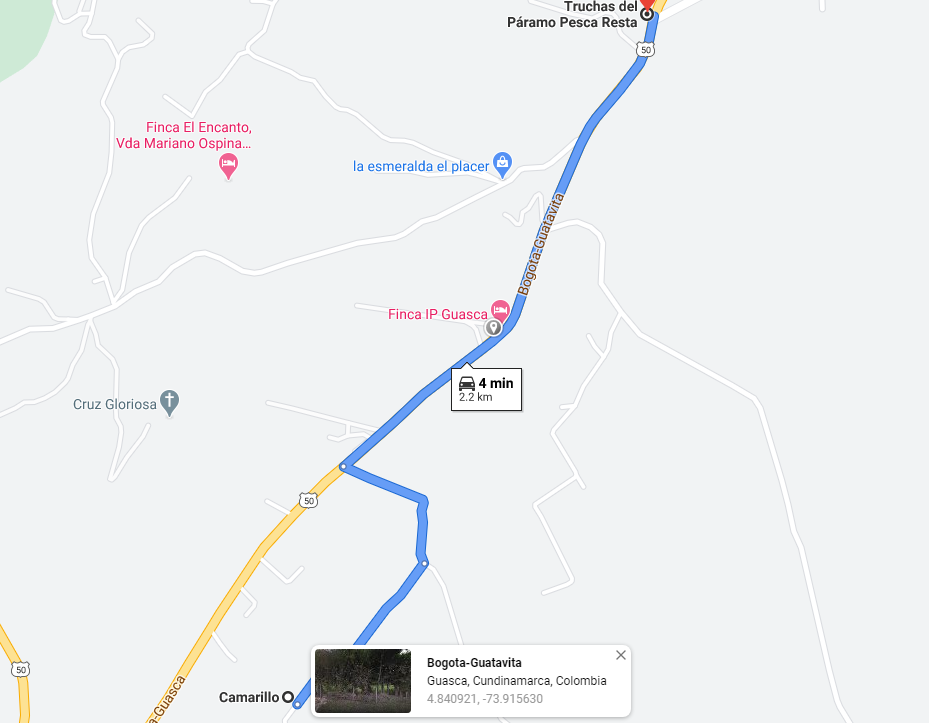 Truchas del
Páramo Pesca Resta
50
Finca El Encanto,
Vda Mariano Ospina...
la esmeralda el placer
Bogota-Guatavita
Finca IP Guasca
4 min
2.2 km
Cruz Gloriosa
50
50
Bogota-Guatavita
Guasca, Cundinamarca, Colombia
4.840921, -73.915630
Camarillo
a-Guasca